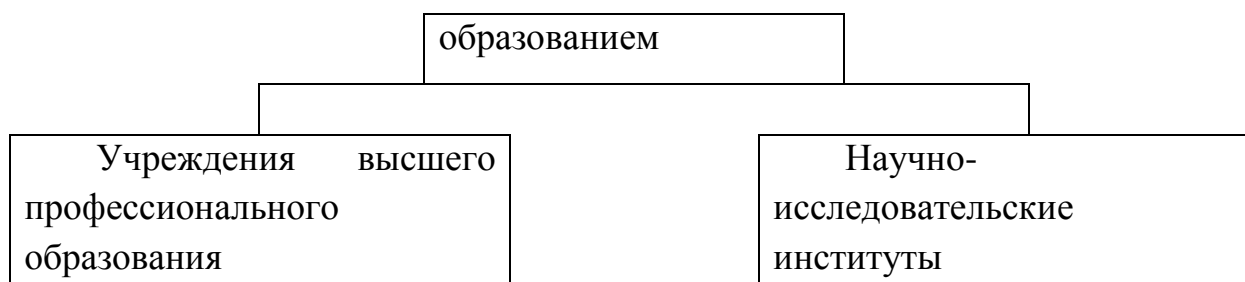 образованием
Учреждения высшего
профессионального
образования
Научно-
исследовательские
институты